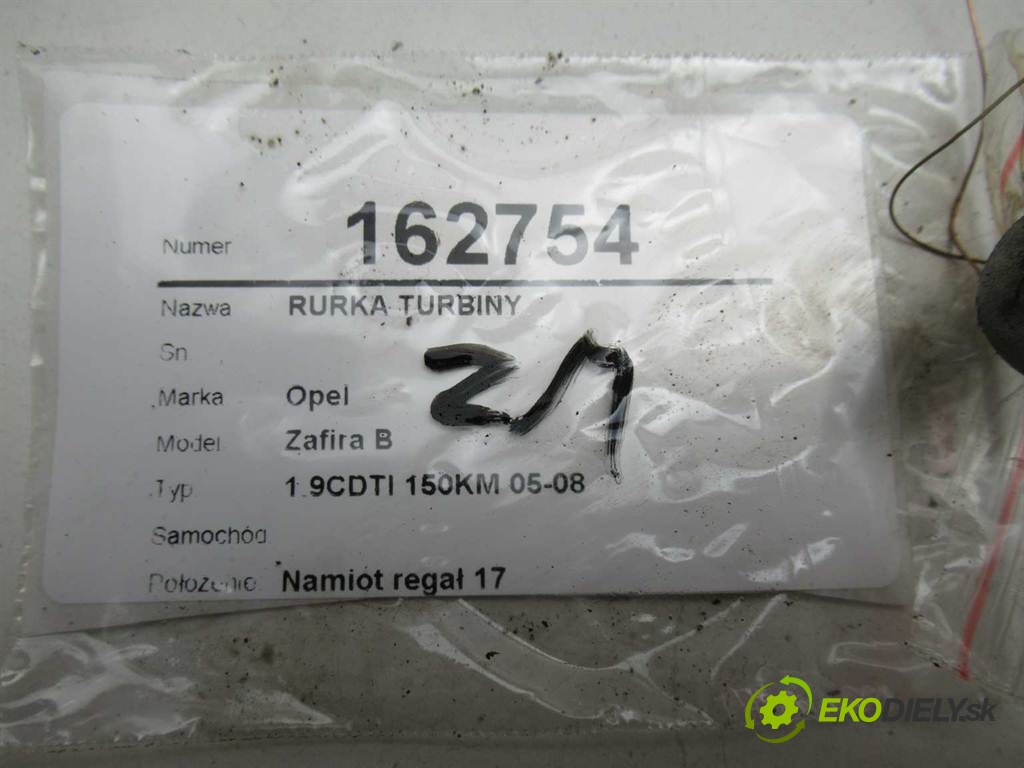 Numer 162754
Nazwa RURKA TURBINY
Sn
Marka Opel
Model Zafira B
Typ 1.9CDTI 150KM 05-08
Samochód
Położenie Namiot regał 17
EKODIELY.sk